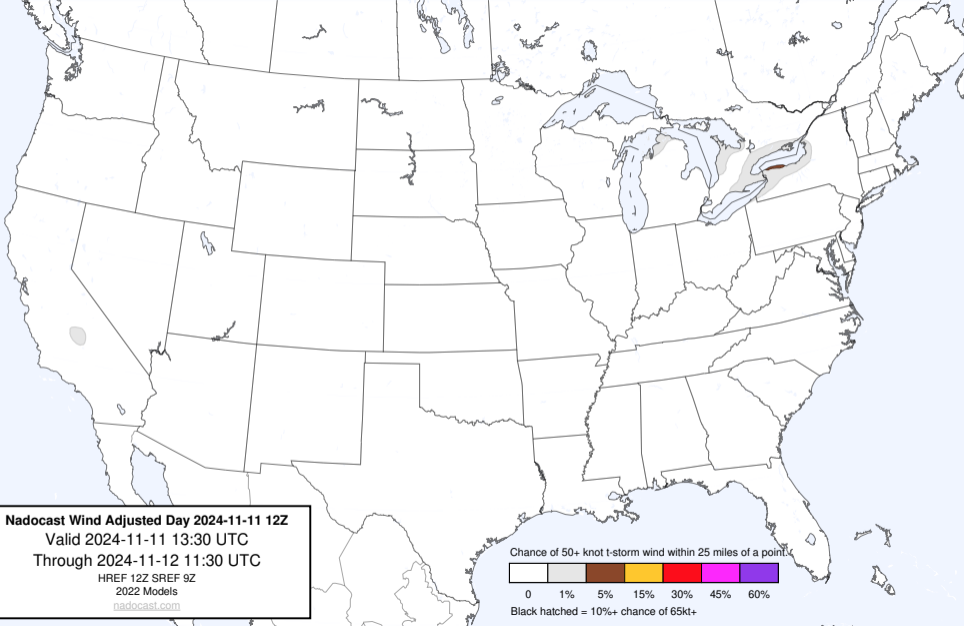 Nadocast Wind Adjusted Day 2024-11-11 12Z
Valid 2024-11-11 13:30 UTC
Through 2024-11-12 11:30 UTC
HREF 12Z SREF 9Z
2022 Models
nadocast.com
Chance of 50+ knot t-storm wind within 25 miles of a point.
0 1% 5% 15% 30% 45% 60%
Black hatched = 10%+ chance of 65kt+